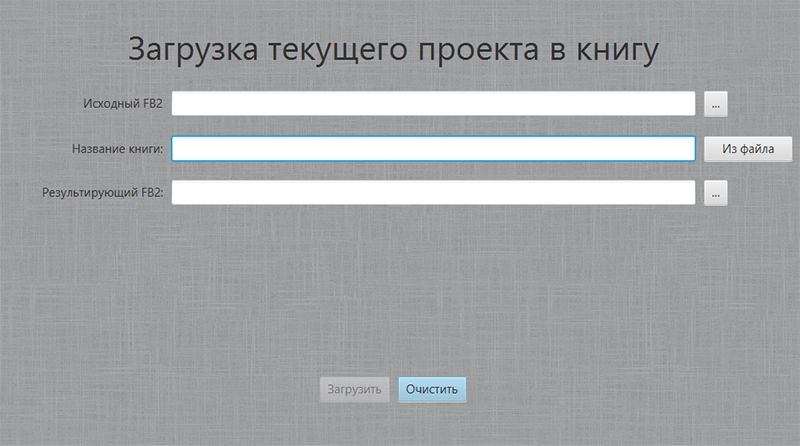 Загрузка текущего проекта в книгу
Исходный FB2 ...
Название книги: Из файла
Результирующий FB2: ...
Загрузить Очистить